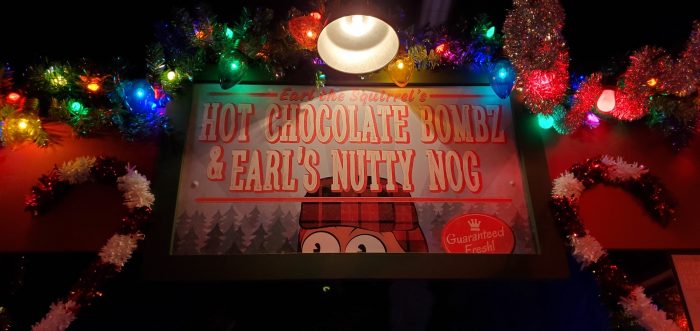 Earl the Squirrel's
HOT CHOCOLATE BOMBZ
& EARL'S NUTTY NOG
Guaranteed
Fresh!